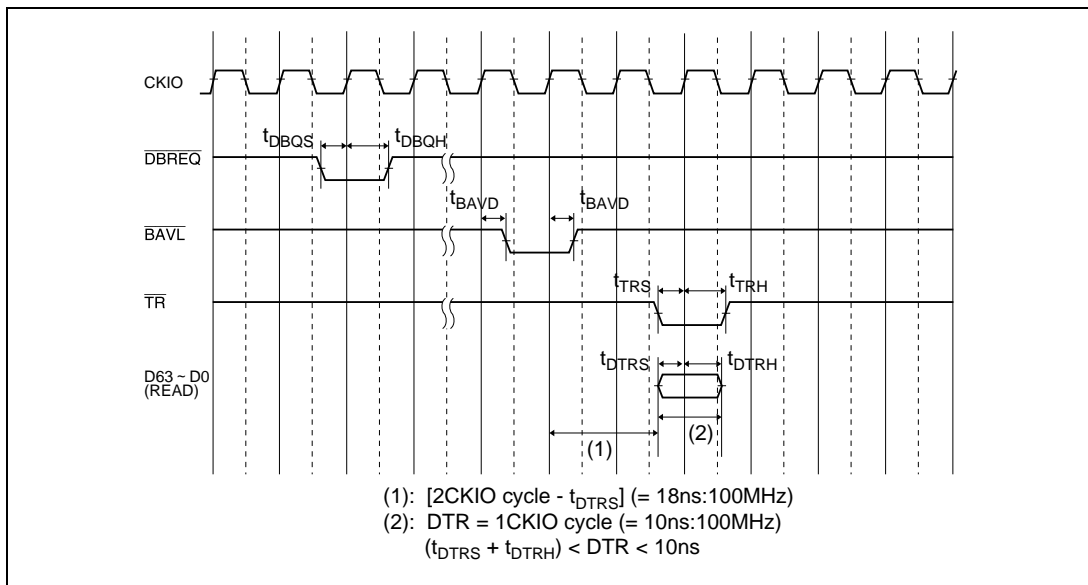 CKIO
tDBQS tDBQH
DBREQ
tBAVD tBAVD
BAVL
tTRS tTRH
TR
tDTRS tDTRH
D63 ~ D0
(READ)
(1) (2)
(1): [2CKIO cycle - tDTRS] (= 18ns:100MHz)
(2): DTR = 1CKIO cycle (= 10ns:100MHz)
(tDTRS + tDTRH) < DTR < 10ns